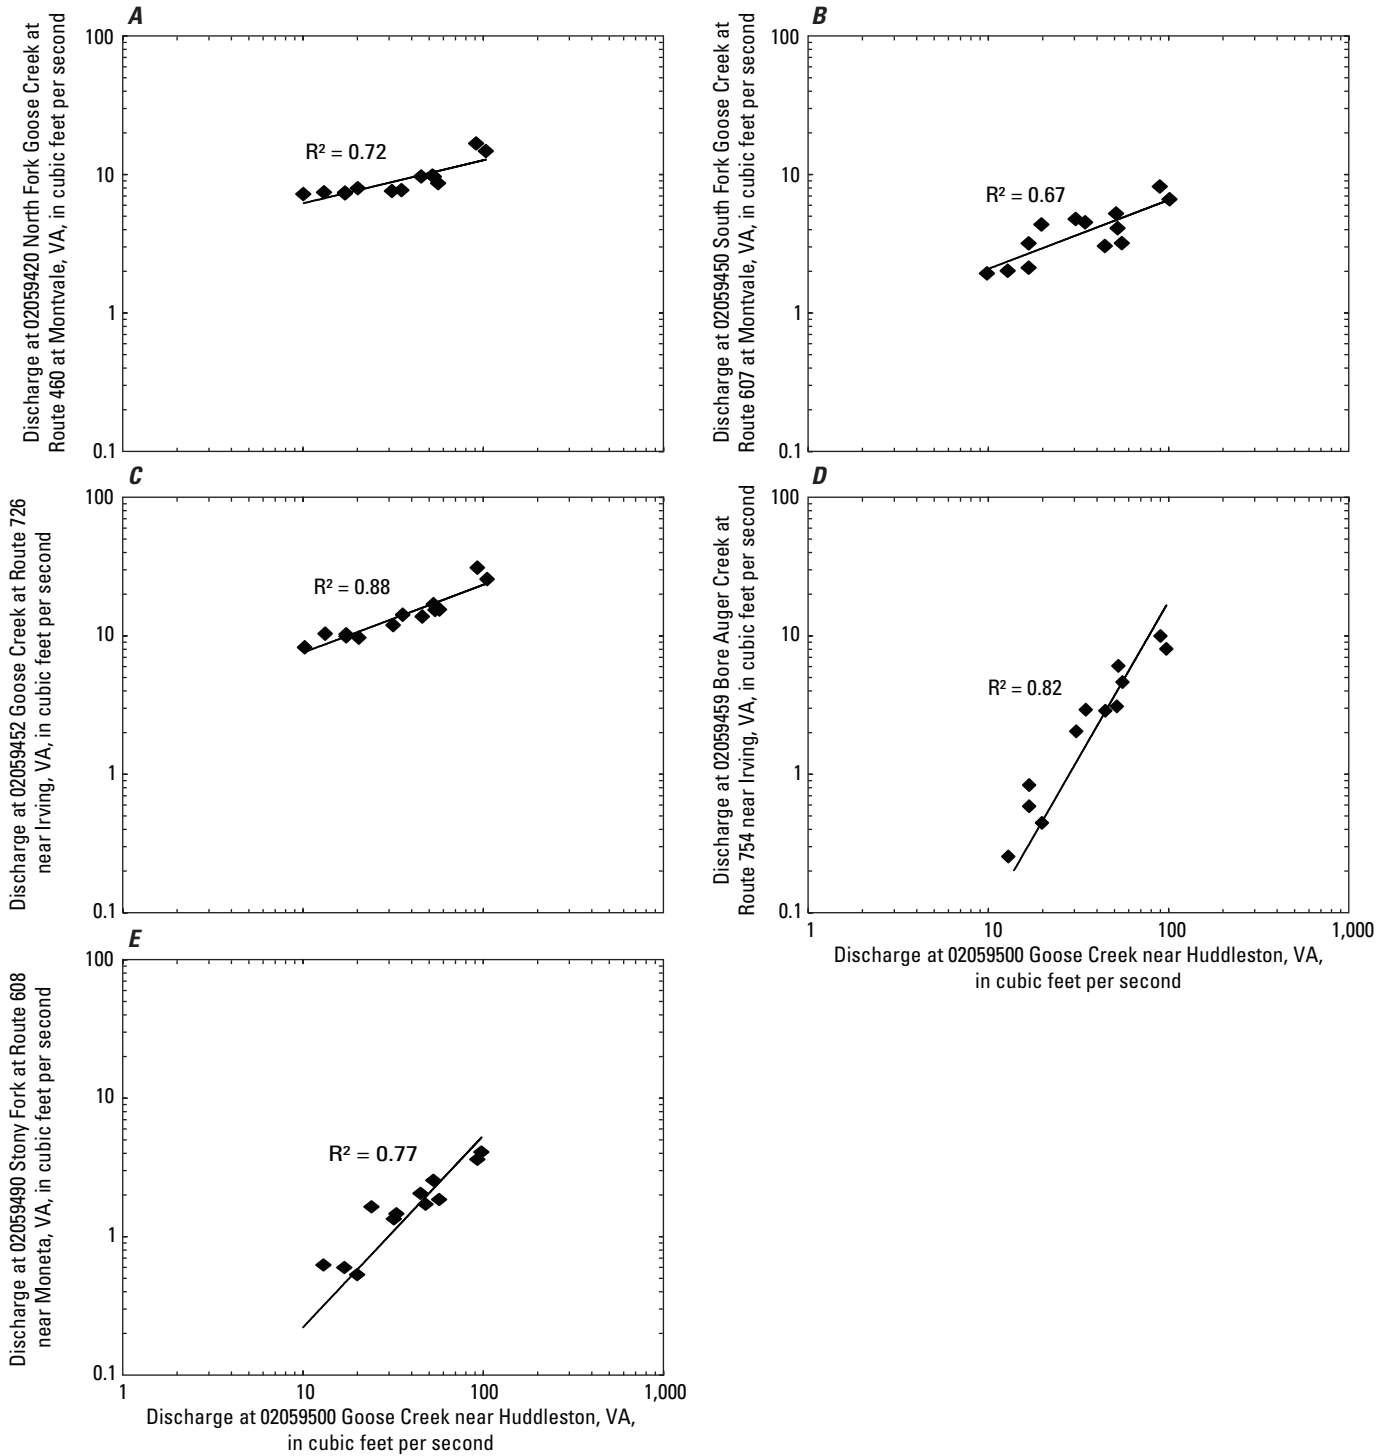 A
Discharge at 02059420 North Fork Goose Creek at
Route 460 at Montvale, VA, in cubic feet per second
100
10
1
0.1
R² = 0.72
B
Discharge at 02059450 South Fork Goose Creek at
Route 607 at Montvale, VA, in cubic feet per second
100
10
1
0.1
R² = 0.67
C
Discharge at 02059452 Goose Creek at Route 726
near Irving, VA, in cubic feet per second
100
10
1
0.1
R² = 0.88
D
Discharge at 02059459 Bore Auger Creek at
Route 754 near Irving, VA, in cubic feet per second
100
10
1
0.1
R² = 0.82
1 10 100 1,000
Discharge at 02059500 Goose Creek near Huddleston, VA,
in cubic feet per second
E
Discharge at 02059490 Stony Fork at Route 608
near Moneta, VA, in cubic feet per second
100
10
1
0.1
R² = 0.77
1 10 100 1,000
Discharge at 02059500 Goose Creek near Huddleston, VA,
in cubic feet per second